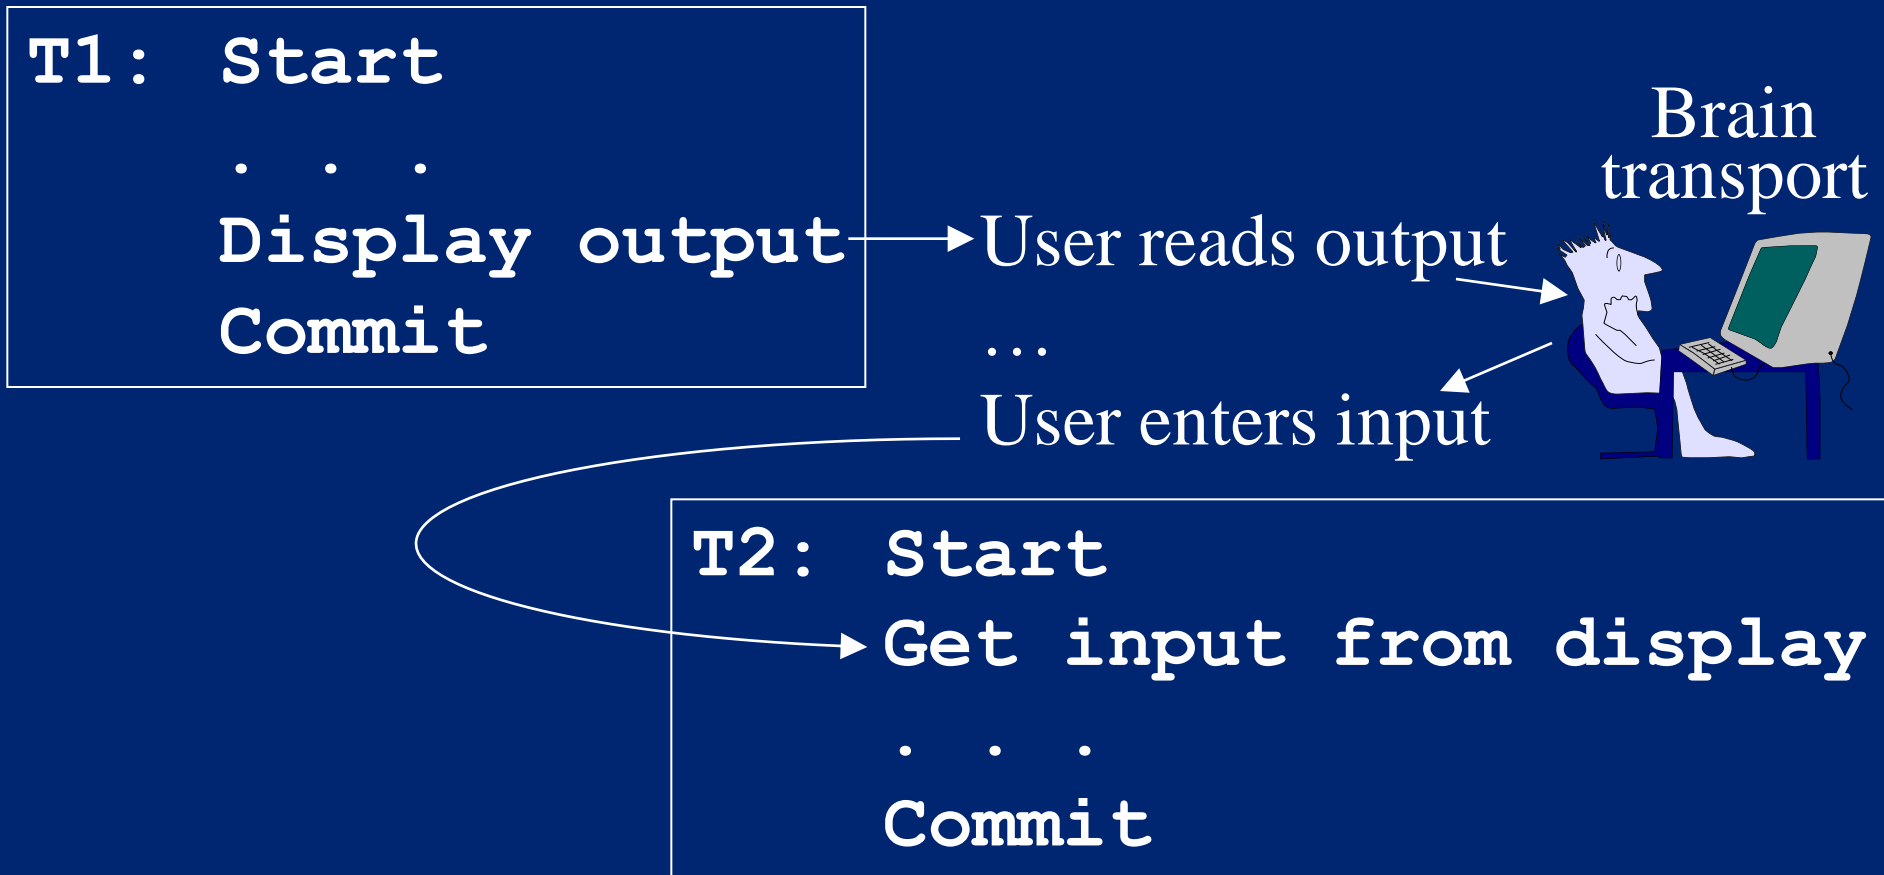 T1: Start
. . .
Display output
Commit
Brain
transport
User reads output
…
User enters input
T2: Start
Get input from display
. . .
Commit